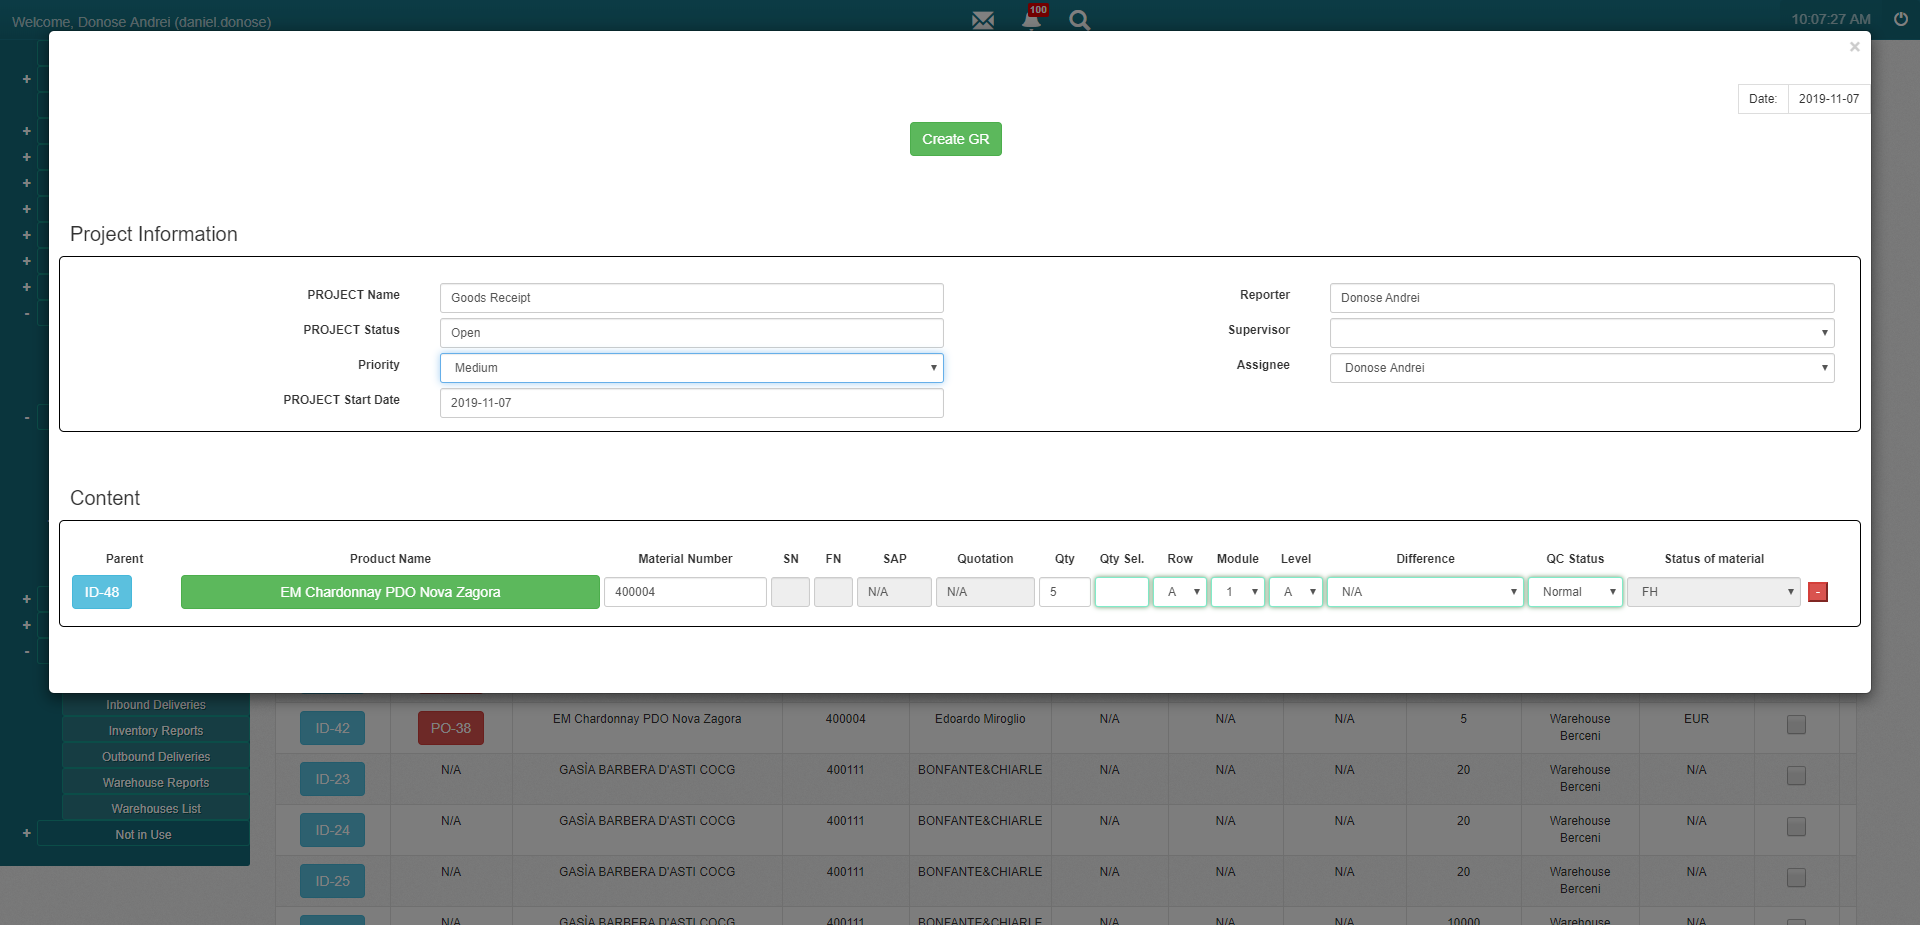 Welcome, Donose Andrei (daniel.donose)
100
10:07:27 AM
×
Date: 2019-11-07
Create GR
Project Information
PROJECT Name Goods Receipt Reporter Donose Andrei
PROJECT Status Open Supervisor
Priority Medium Assignee Donose Andrei
PROJECT Start Date 2019-11-07
Content
Parent Product Name Material Number SN FN SAP Quotation Qty Qty Sel. Row Module Level Difference QC Status Status of material
ID-48 EM Chardonnay PDO Nova Zagora 400004 N/A N/A 5 A 1 A N/A Normal FH -
Inbound Deliveries
Inventory Reports
Outbound Deliveries
Warehouse Reports
Warehouses List
+ Not in Use
ID-42 PO-38 EM Chardonnay PDO Nova Zagora 400004 Edoardo Miroglio N/A N/A N/A 5 Warehouse Berceni EUR
ID-23 N/A GASÌA BARBERA D'ASTI COCG 400111 BONFANTE&CHIARLE N/A N/A N/A 20 Warehouse Berceni N/A
ID-24 N/A GASÌA BARBERA D'ASTI COCG 400111 BONFANTE&CHIARLE N/A N/A N/A 20 Warehouse Berceni N/A
ID-25 N/A GASÌA BARBERA D'ASTI COCG 400111 BONFANTE&CHIARLE N/A N/A N/A 20 Warehouse Berceni N/A
N/A GASÌA BARBERA D'ASTI COCG 400111 BONFANTE&CHIARLE N/A N/A N/A 10000 Warehouse N/A